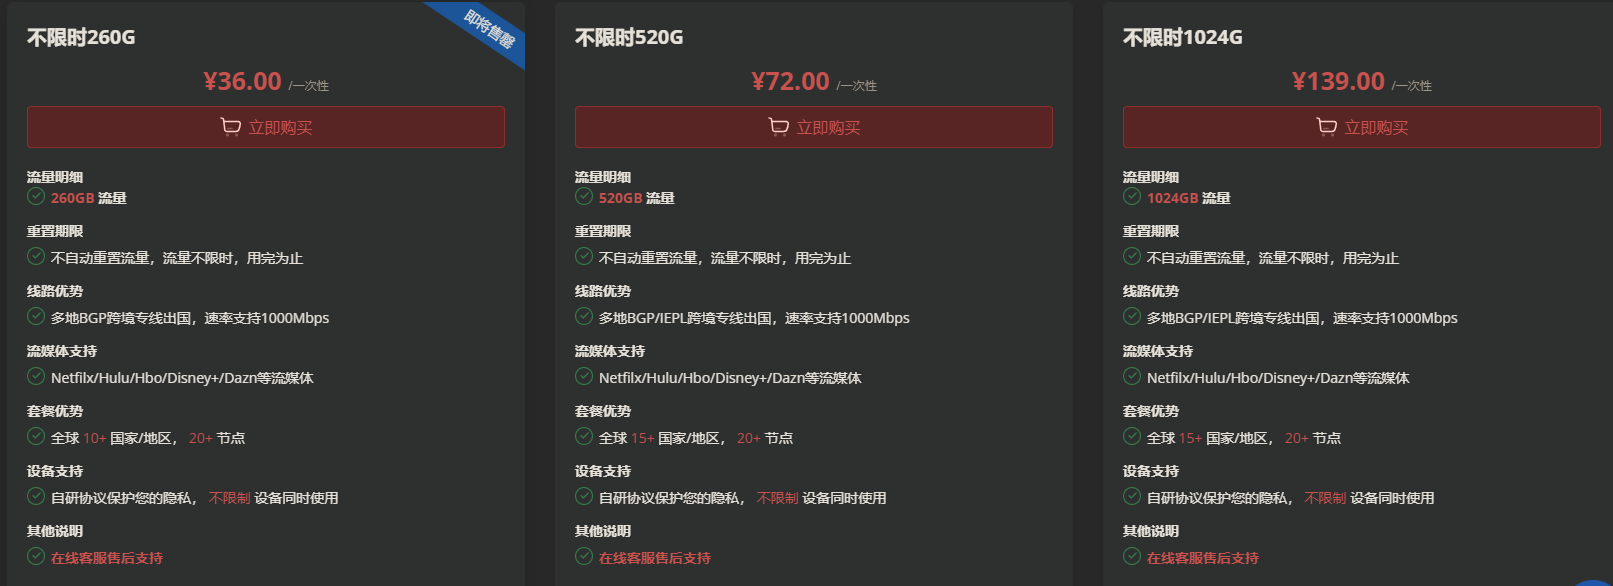 不限时260G
即将售罄
¥36.00 /一次性
立即购买
流量明细
260GB 流量
重置期限
不自动重置流量，流量不限时，用完为止
线路优势
多地BGP跨境专线出国，速率支持1000Mbps
流媒体支持
Netfilx/Hulu/Hbo/Disney+/Dazn等流媒体
套餐优势
全球 10+ 国家/地区， 20+ 节点
设备支持
自研协议保护您的隐私， 不限制 设备同时使用
其他说明
在线客服售后支持
不限时520G
¥72.00 /一次性
立即购买
流量明细
520GB 流量
重置期限
不自动重置流量，流量不限时，用完为止
线路优势
多地BGP/IEPL跨境专线出国，速率支持1000Mbps
流媒体支持
Netfilx/Hulu/Hbo/Disney+/Dazn等流媒体
套餐优势
全球 15+ 国家/地区， 20+ 节点
设备支持
自研协议保护您的隐私， 不限制 设备同时使用
其他说明
在线客服售后支持
不限时1024G
¥139.00 /一次性
立即购买
流量明细
1024GB 流量
重置期限
不自动重置流量，流量不限时，用完为止
线路优势
多地BGP/IEPL跨境专线出国，速率支持1000Mbps
流媒体支持
Netfilx/Hulu/Hbo/Disney+/Dazn等流媒体
套餐优势
全球 15+ 国家/地区， 20+ 节点
设备支持
自研协议保护您的隐私， 不限制 设备同时使用
其他说明
在线客服售后支持